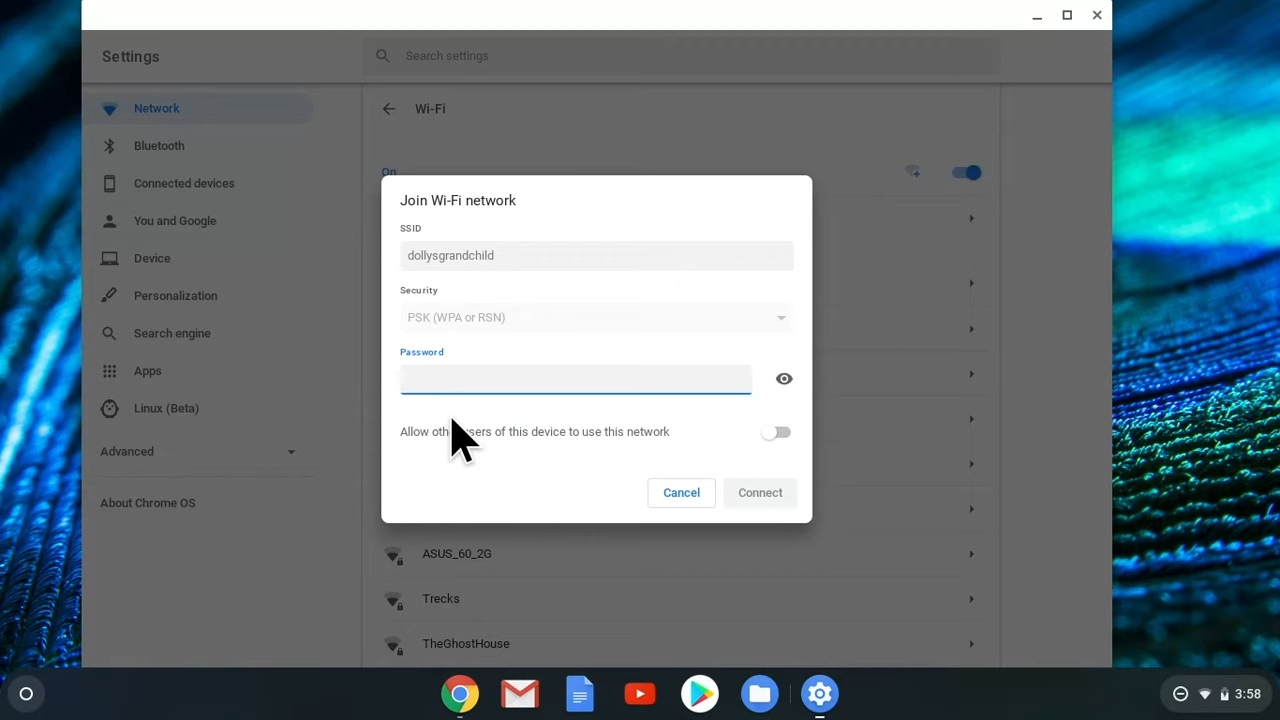 Settings
Search settings
Network
Bluetooth
Connected devices
You and Google
Device
Personalization
Search engine
Apps
Linux (Beta)
Advanced
About Chrome OS
Wi-Fi
On
Join Wi-Fi network
SSID
dollysgrandchild
Security
PSK (WPA or RSN)
Password
Allow oth sers of this device to use this network
Cancel
Connect
ASUS_60_2G
Trecks
TheGhostHouse
3:58